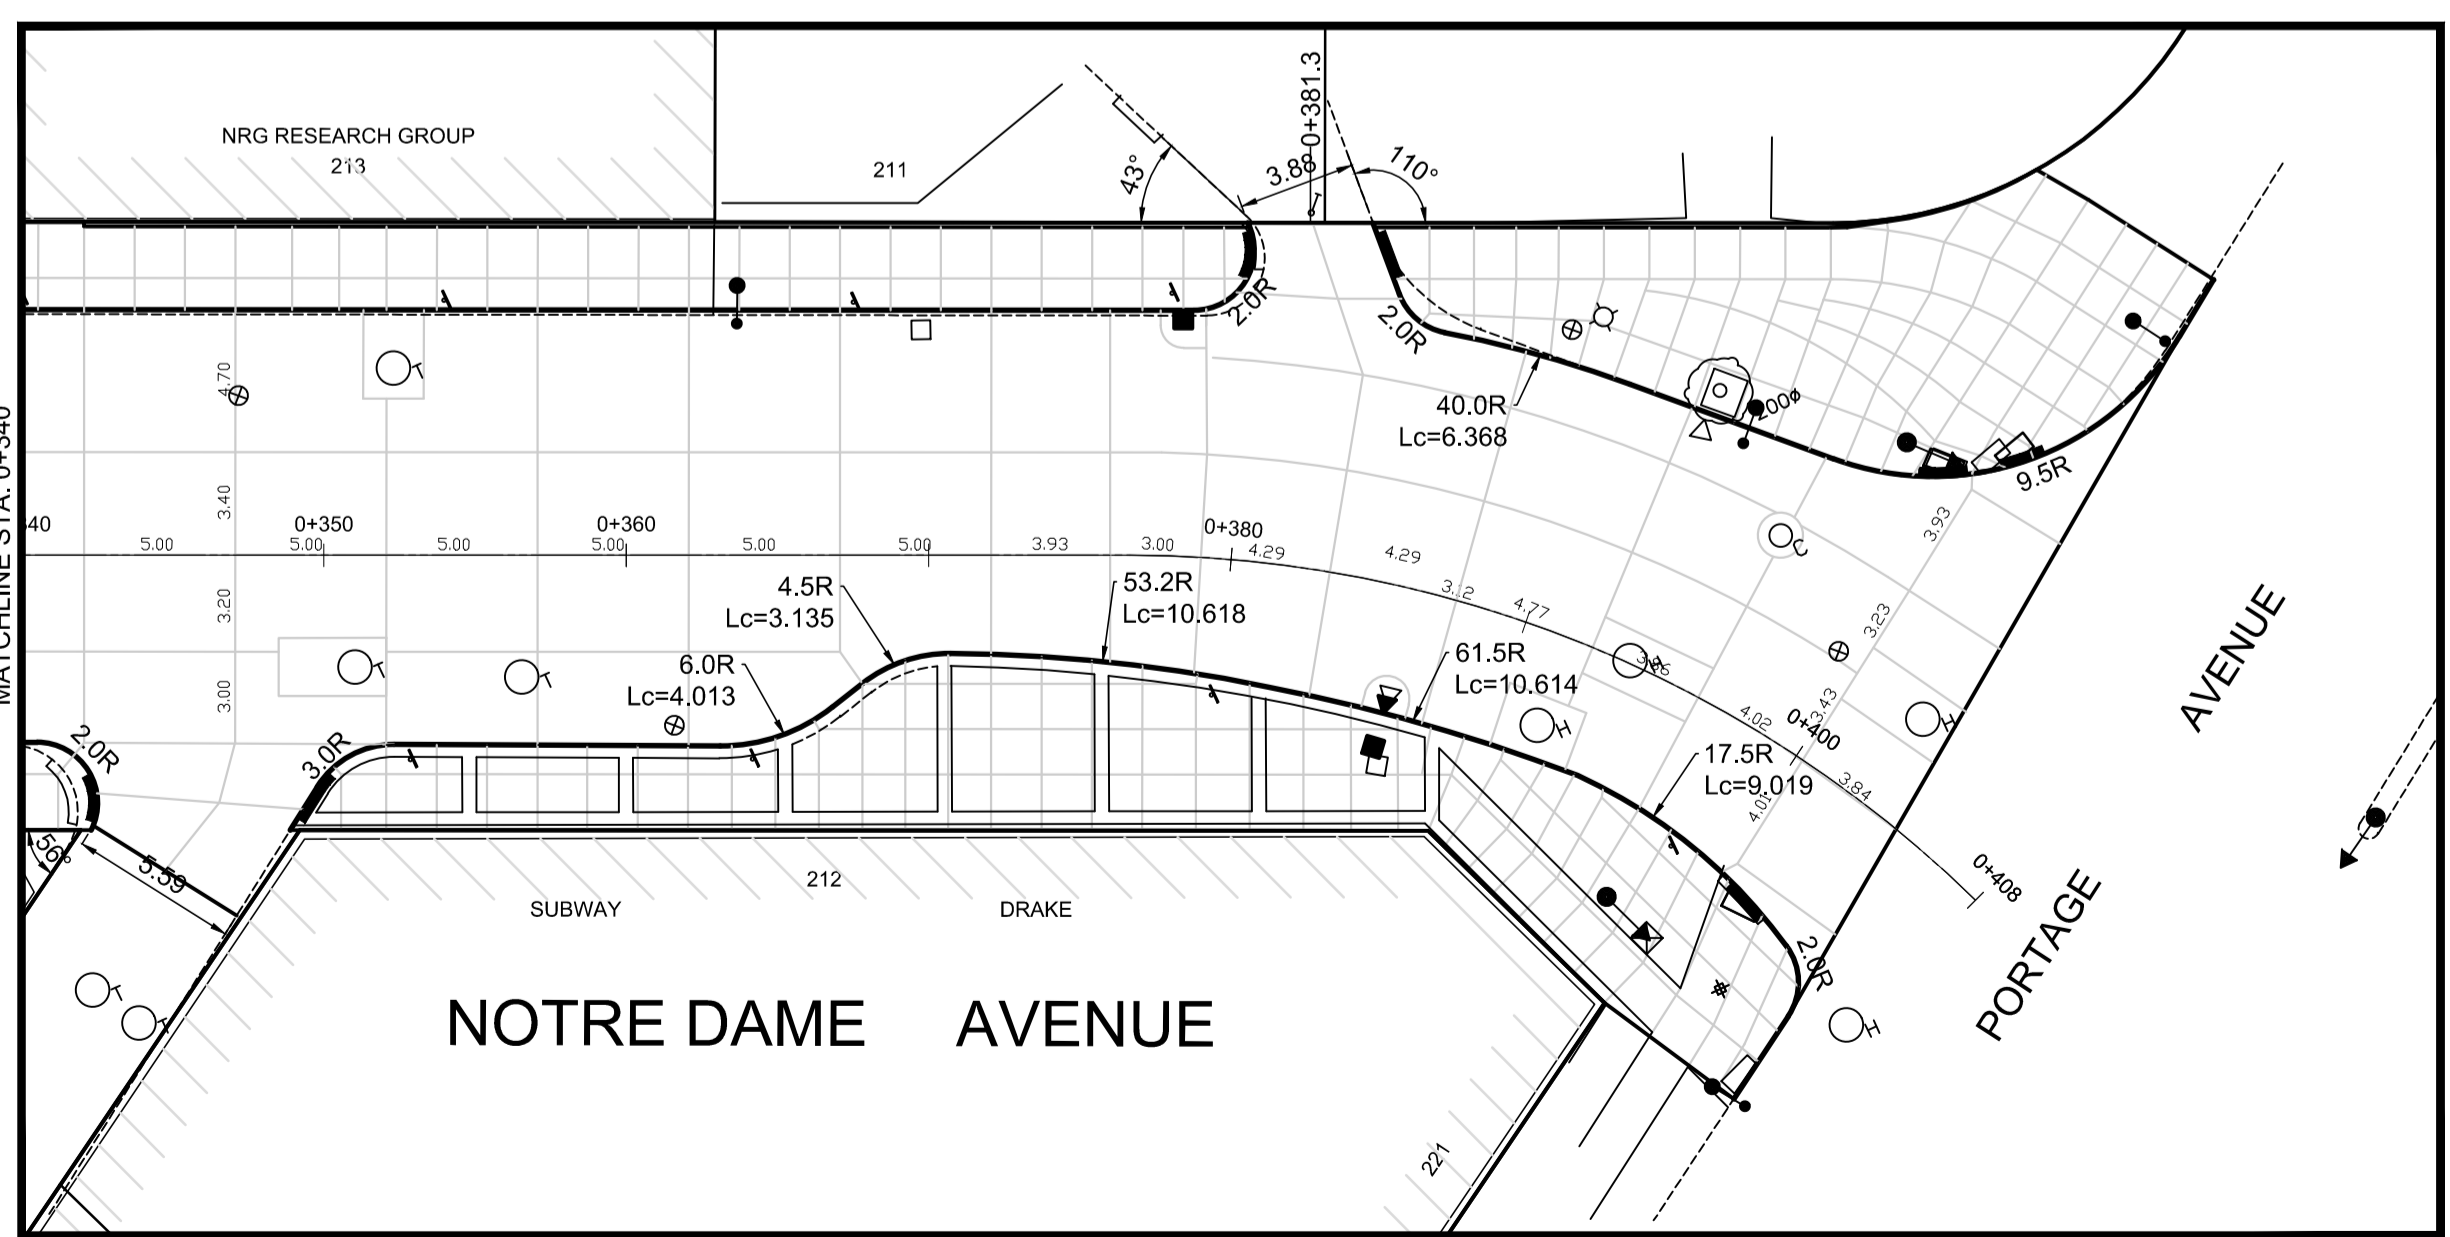 NRG RESEARCH GROUP
213
211
0+381.3
43°
3.88
110°
2.0R
2.0R
4.70
40.0R
Lc=6.368
200ϕ
9.5R
MATCHLINE STA. 0+340
3.40
3.93
0+350
0+360
0+380
5.00
5.00
5.00
5.00
5.00
5.00
3.93
3.00
4.29
4.29
3.12
4.77
3.20
4.5R
Lc=3.135
53.2R
Lc=10.618
3.23
T
T
T
C
3.00
6.0R
Lc=4.013
61.5R
Lc=10.614
H
H
4.02
3.43
0+400
2.0R
3.0R
17.5R
Lc=9.019
3.84
4.01
56°
5.59
212
SUBWAY
DRAKE
0+408
2.0R
AVENUE
PORTAGE
T
T
H
NOTRE DAME AVENUE
221